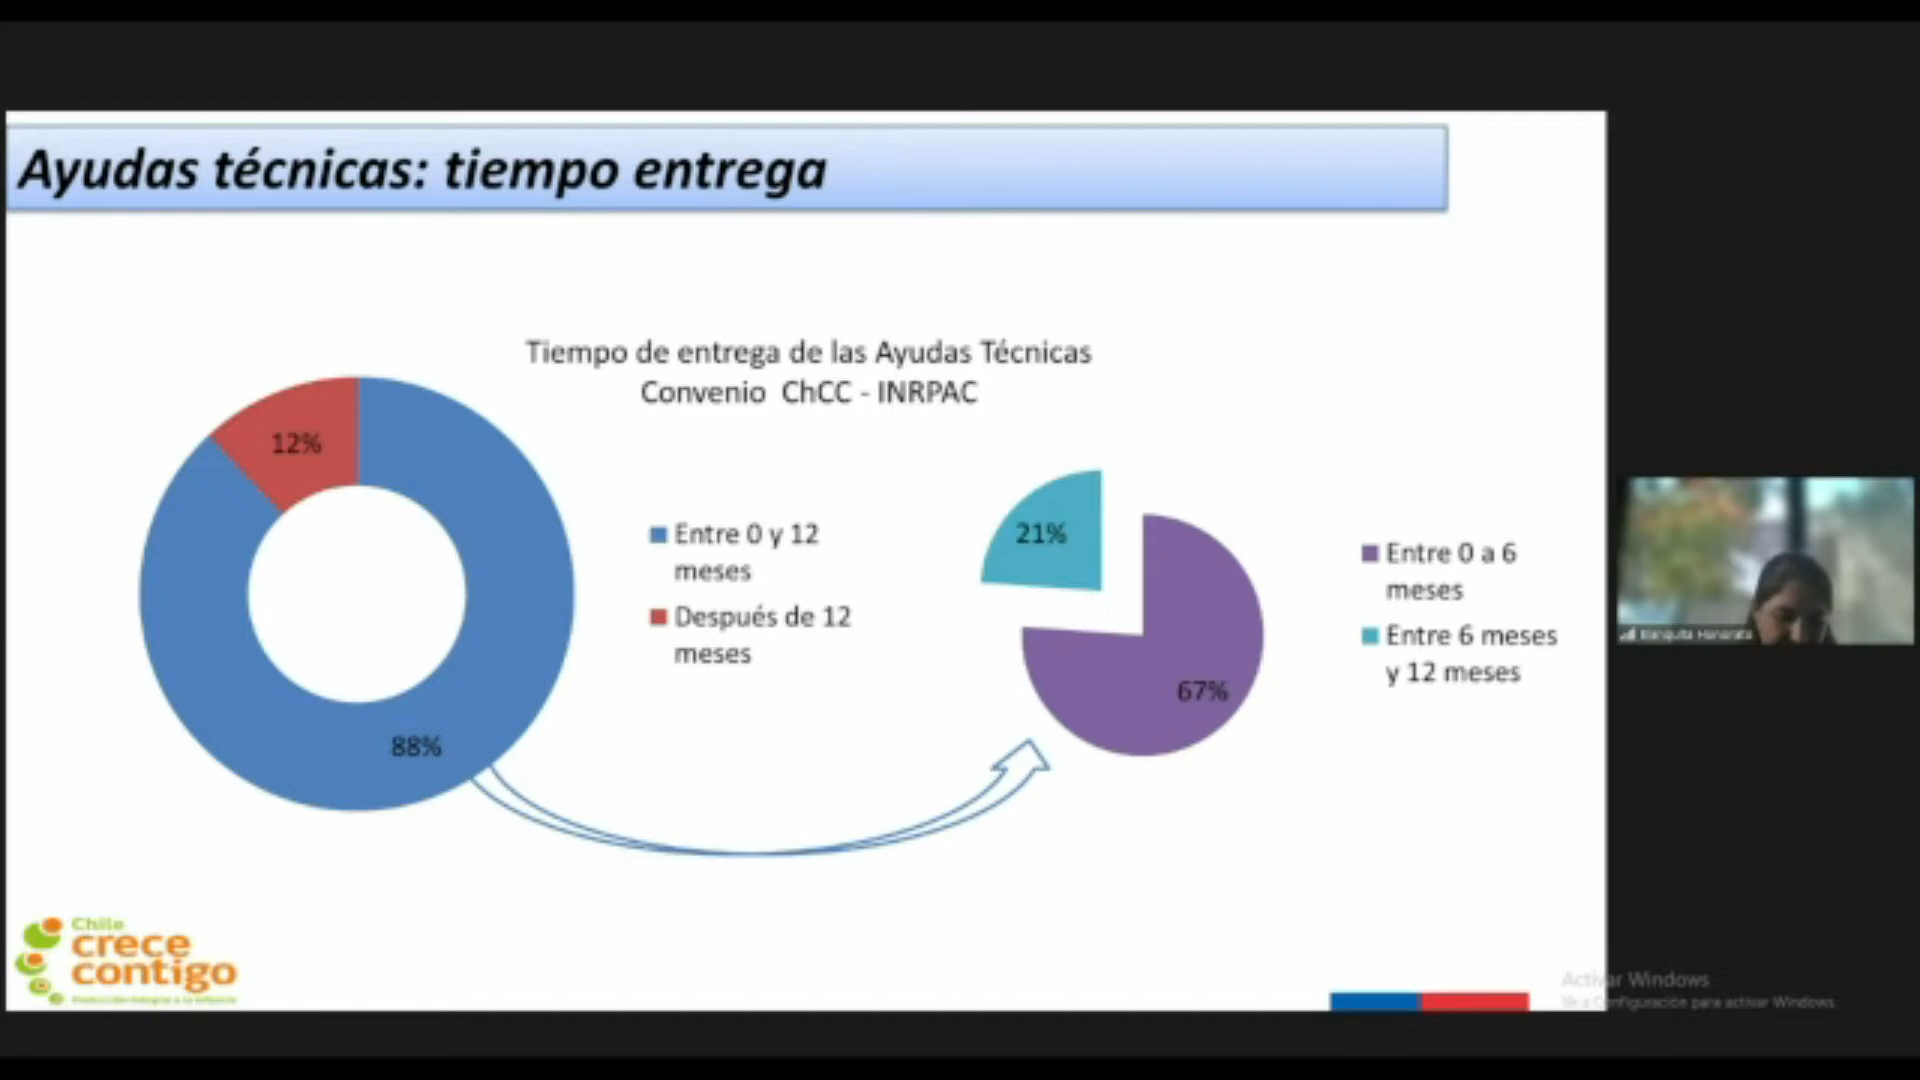 Ayudas técnicas: tiempo entrega
Tiempo de entrega de las Ayudas Técnicas
Convenio ChCC - INRPAC
12%
88%
Entre 0 y 12
meses
Después de 12
meses
21%
67%
Entre 0 a 6
meses
Entre 6 meses
y 12 meses
Chile
crece
contigo
Activar Windows
Ve a Configuración para activar Windows.